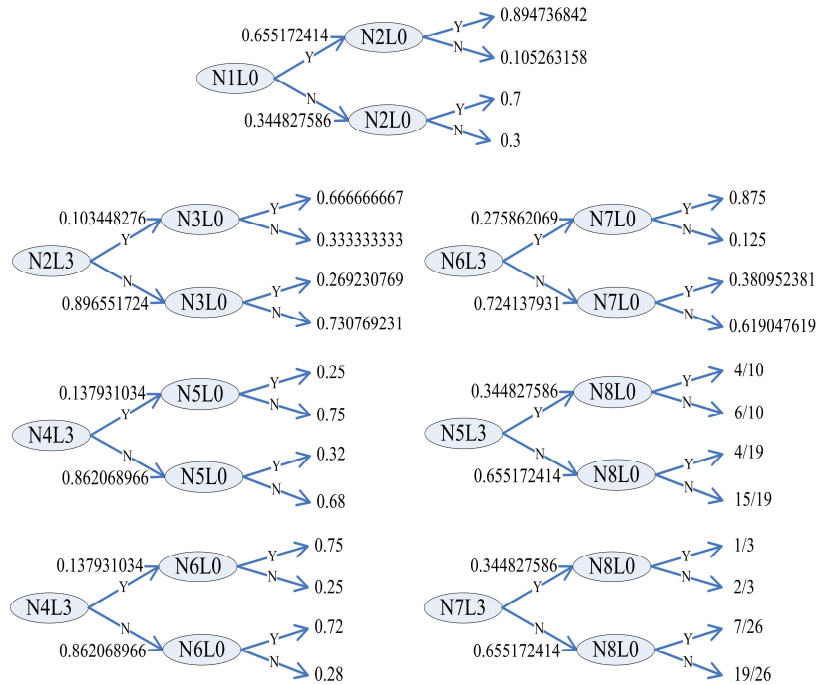 0.894736842
0.655172414
N2L0
Y
Y
N
0.105263158
N1L0
0.7
N
Y
0.344827586
N2L0
N
0.3
0.666666667
0.103448276
N3L0
Y
Y
N
0.333333333
N2L3
0.269230769
N
Y
0.896551724
N3L0
N
0.730769231
0.875
0.275862069
N7L0
Y
Y
N
0.125
N6L3
0.380952381
N
Y
0.724137931
N7L0
N
0.619047619
0.25
0.137931034
N5L0
Y
Y
N
0.75
N4L3
0.32
N
Y
0.862068966
N5L0
N
0.68
4/10
0.344827586
N8L0
Y
Y
N
6/10
N5L3
4/19
N
Y
0.655172414
N8L0
N
15/19
0.75
0.137931034
N6L0
Y
Y
N
0.25
N4L3
0.72
N
Y
0.862068966
N6L0
N
0.28
1/3
0.344827586
N8L0
Y
Y
N
2/3
N7L3
7/26
N
Y
0.655172414
N8L0
N
19/26